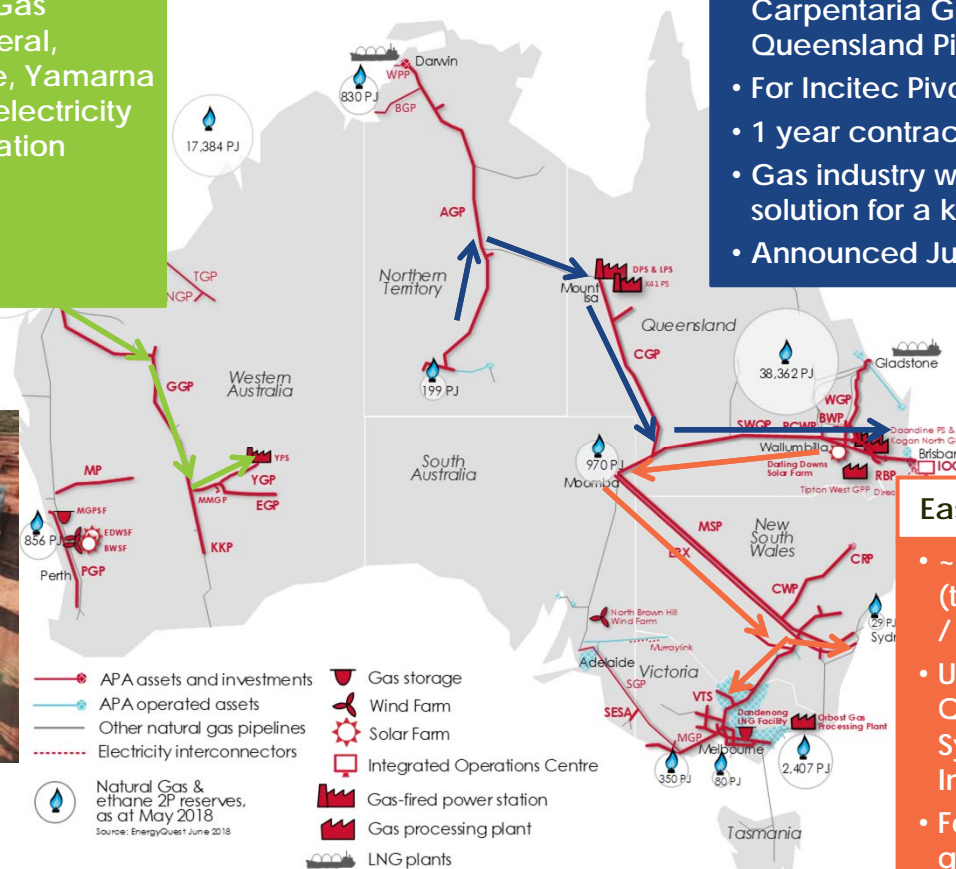 Gas
eral,
e, Yamarna
electricity
ation
Carpentaria G
Queensland Pi
• For Incitec Pivo
• 1 year contrac
• Gas industry w
solution for a k
• Announced Ju
Darwin
WPP
830 PJ
BGP
17,384 PJ
AGP
Northern
Territory
TGP
NGP
Mount
Isa
DPS & LPS
X41 PS
Queensland
CGP
38,362 PJ
Gladstone
Western
Australia
GGP
199 PJ
WGP
BWP
SWQP
RCWP
Wallumbilla
Daandine PS &
Kogan North G
Brisban
IOC
Darling Downs
Solar Farm
RBP
Tipton West GPP
Direc
South
Australia
970 PJ
Moomba
YPS
YGP
EGP
MMGP
MP
MGPSF
856 PJ
EDWSF
BWSF
Perth
PGP
KKP
MSP
EPX
New
South
Wales
CRP
CWP
29 PJ
Sydn
North Brown Hill
Wind Farm
Murraylink
Adelaide
Victoria
SGP
SESA
VTS
Dandenong
LNG Facility
Orbost Gas
Processing Plant
MGP
Melbourne
350 PJ
80 PJ
2,407 PJ
Tasmania
Eas
• ~
(t
/
• U
C
Sy
In
• Fo
g
APA assets and investments
APA operated assets
Other natural gas pipelines
Electricity interconnectors
Natural Gas &
ethane 2P reserves,
as at May 2018
Source: EnergyQuest June 2018
Gas storage
Wind Farm
Solar Farm
Integrated Operations Centre
Gas-fired power station
Gas processing plant
LNG plants